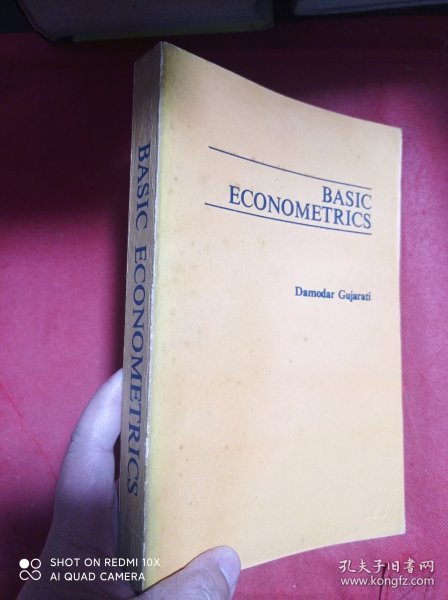 BASIC ECONOMETRICS
BASIC
ECONOMETRICS
Damodar Gujarati
SHOT ON REDMI 10X
AI QUAD CAMERA
孔夫子旧书网
www.kongfz.com